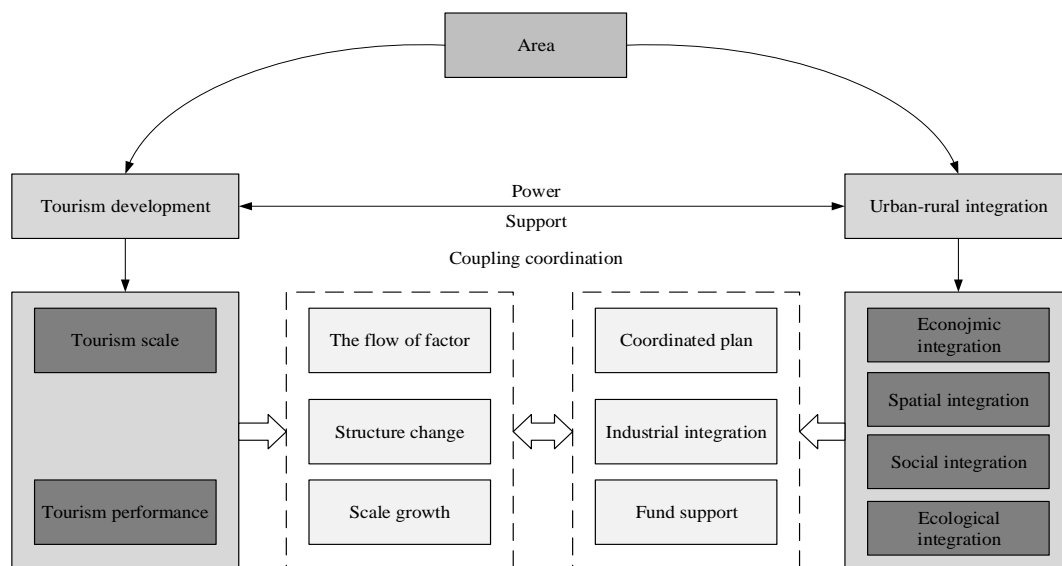 Area
Tourism development
Power
Support
Urban-rural integration
Coupling coordination
Tourism scale
Tourism performance
The flow of factor
Structure change
Scale growth
Coordinated plan
Industrial integration
Fund support
Econojmic
integration
Spatial integration
Social integration
Ecological
integration